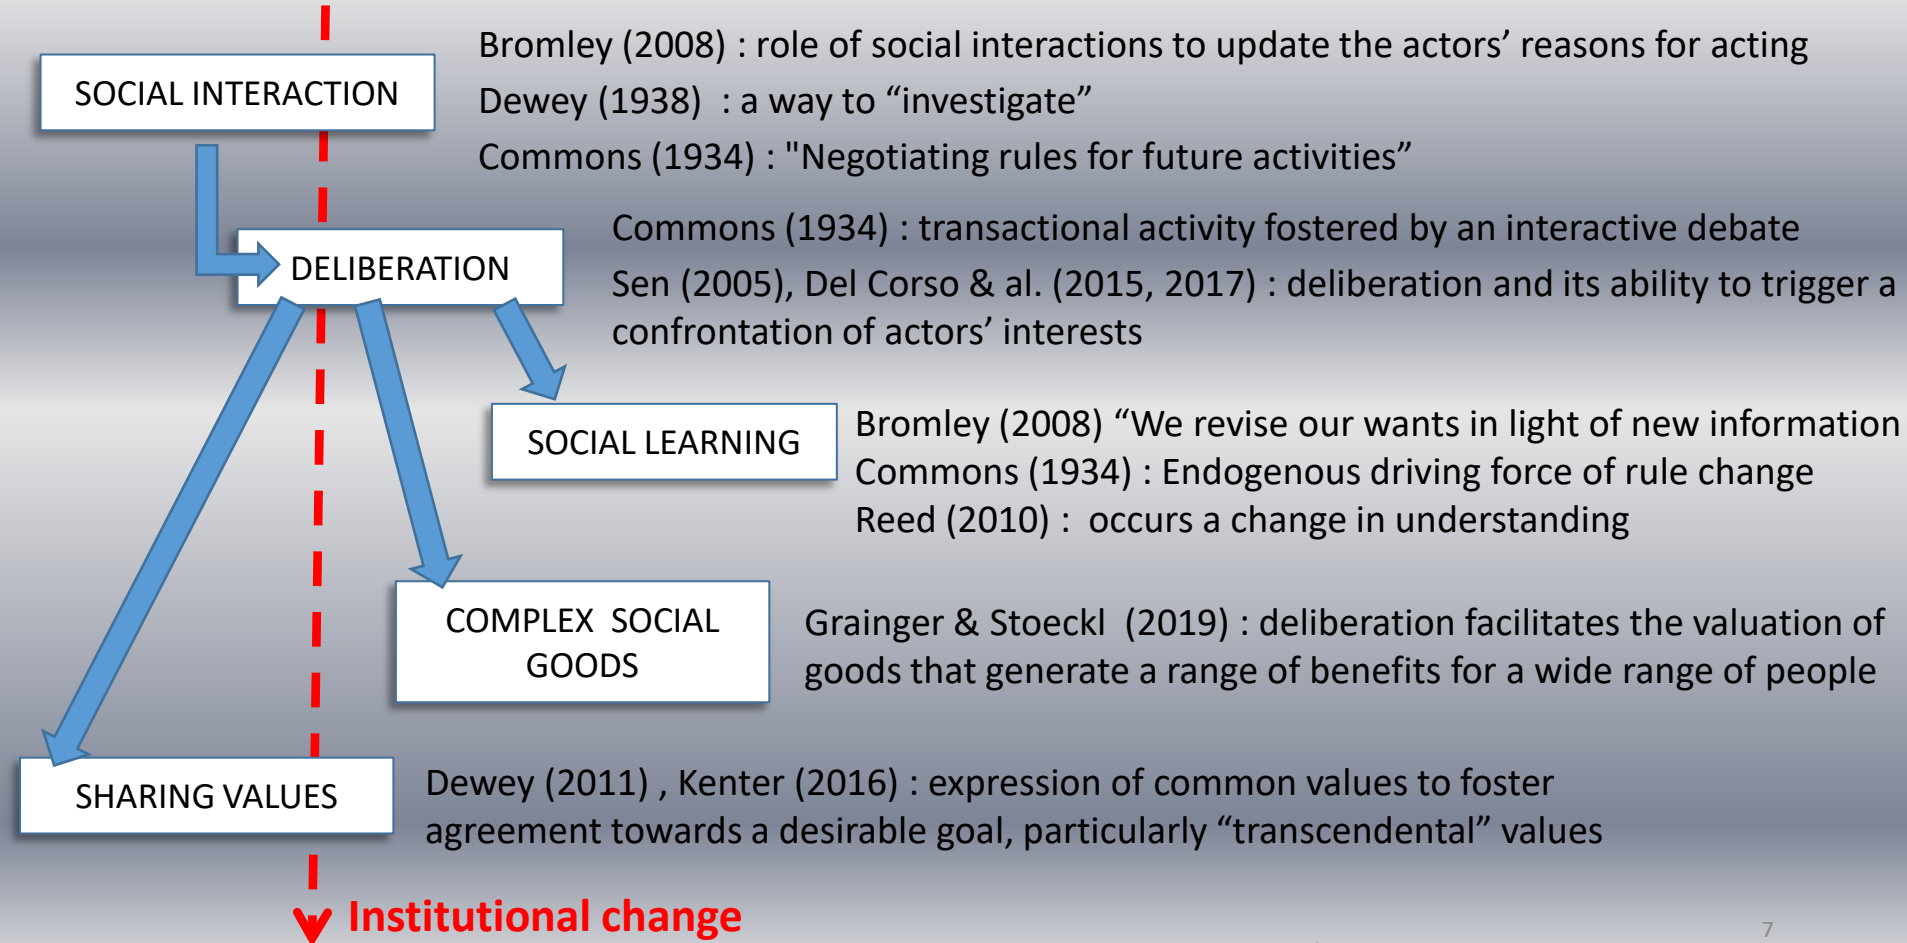 SOCIAL INTERACTION
Bromley (2008) : role of social interactions to update the actors’ reasons for acting
Dewey (1938)  : a way to “investigate”
Commons (1934) : "Negotiating rules for future activities”
DELIBERATION
Commons (1934) : transactional activity fostered by an interactive debate
Sen (2005), Del Corso & al. (2015, 2017) : deliberation and its ability to trigger a
confrontation of actors’ interests
SOCIAL LEARNING
Bromley (2008) “We revise our wants in light of new information
Commons (1934) : Endogenous driving force of rule change
Reed (2010) :  occurs a change in understanding
COMPLEX  SOCIAL
GOODS
Grainger & Stoeckl  (2019) : deliberation facilitates the valuation of
goods that generate a range of benefits for a wide range of people
SHARING VALUES
Dewey (2011) , Kenter (2016) : expression of common values to foster
agreement towards a desirable goal, particularly “transcendental” values
Institutional change
7